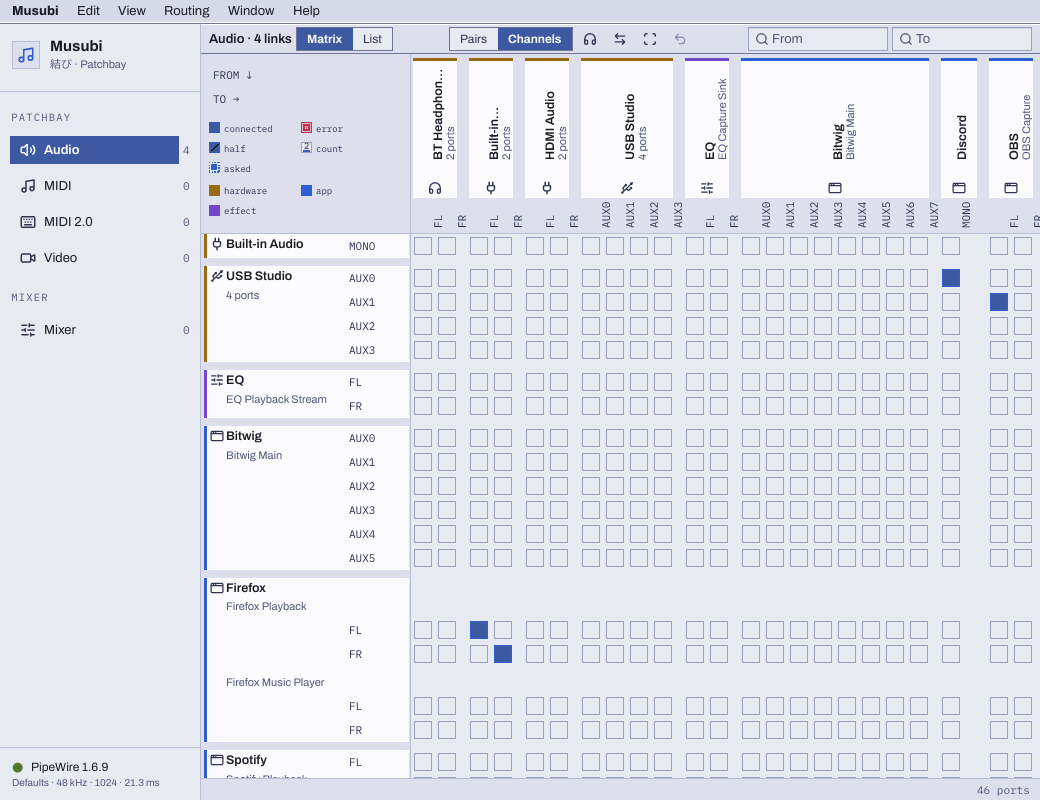 Musubi Edit View Routing Window Help
Musubi
結び · Patchbay
PATCHBAY
Audio 4
MIDI 0
MIDI 2.0 0
Video 0
MIXER
Mixer 0
PipeWire 1.6.9
Defaults · 48 kHz · 1024 · 21.3 ms
Audio · 4 links Matrix List Pairs Channels From To
FROM ↓
TO →
connected error
half 2 count
asked
hardware app
effect
BT Headphon…
2 ports
Built-in…
2 ports
HDMI Audio
2 ports
USB Studio
4 ports
EQ
EQ Capture Sink
Bitwig
Bitwig Main
Discord
OBS
OBS Capture
FL FR FL FR FL FR AUX0 AUX1 AUX2 AUX3 FL FR AUX0 AUX1 AUX2 AUX3 AUX4 AUX5 AUX6 AUX7 MONO FL FR
Built-in Audio MONO
USB Studio AUX0
4 ports AUX1
AUX2
AUX3
EQ FL
EQ Playback Stream FR
Bitwig AUX0
Bitwig Main AUX1
AUX2
AUX3
AUX4
AUX5
Firefox
Firefox Playback
FL
FR
Firefox Music Player
FL
FR
Spotify FL
Spotify Playback
46 ports